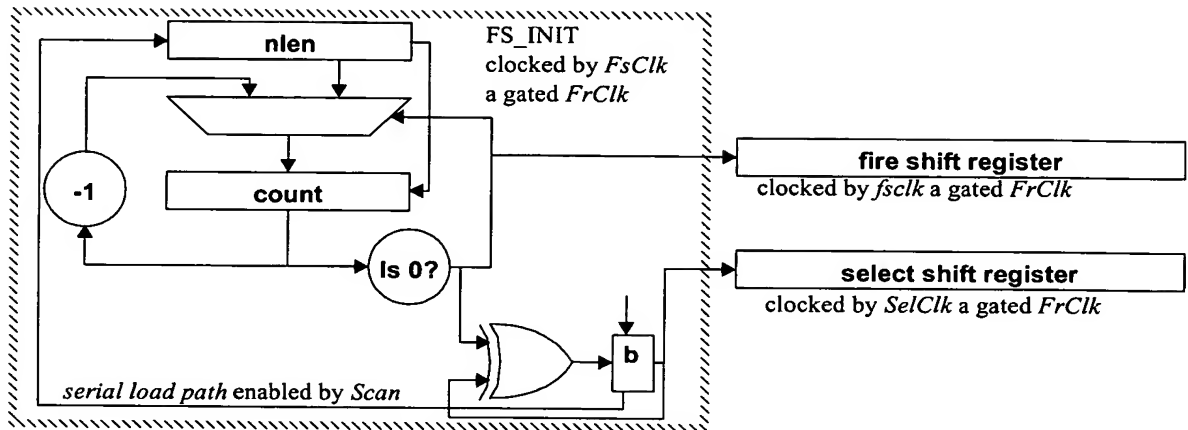 nlen
FS_INIT
clocked by FsClk
a gated FrClk
fire shift register
clocked by fsclk a gated FrClk
-1
count
Is 0?
select shift register
clocked by SelClk a gated FrClk
b
serial load path enabled by Scan